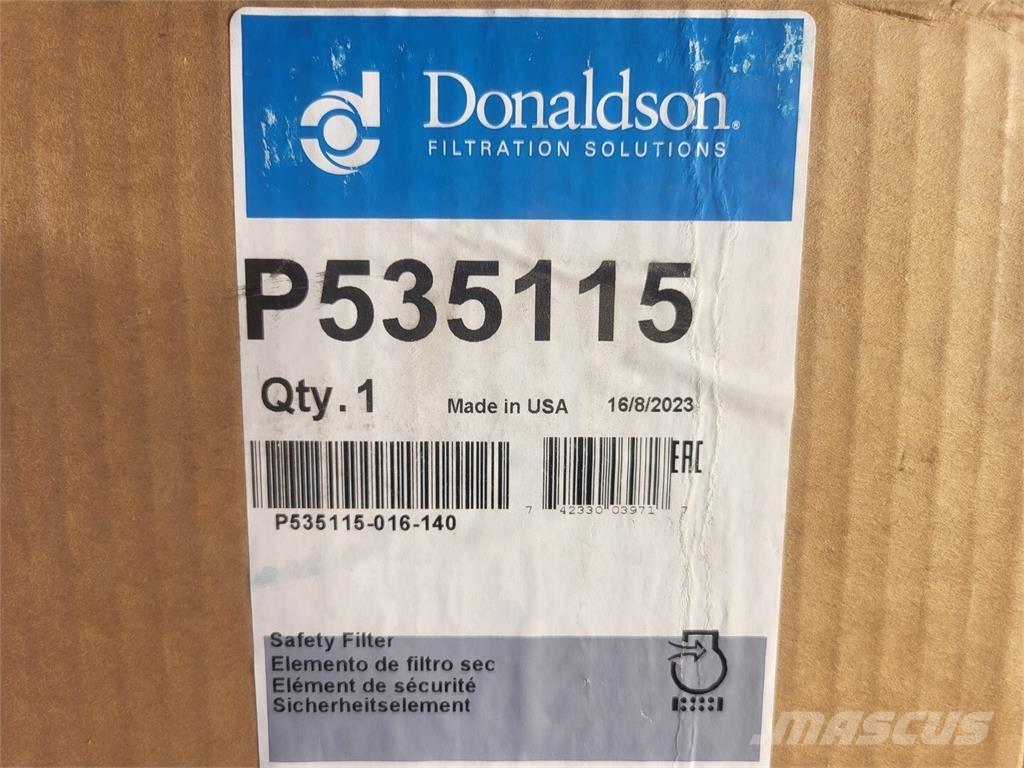 Donaldson®
FILTRATION SOLUTIONS
P535115
Qty. 1 Made in USA 16/8/2023
EAC
7 42330 03971 7
P535115-016-140
Safety Filter
Elemento de filtro sec
Elément de sécurité
Sicherheitselement
MASCUS